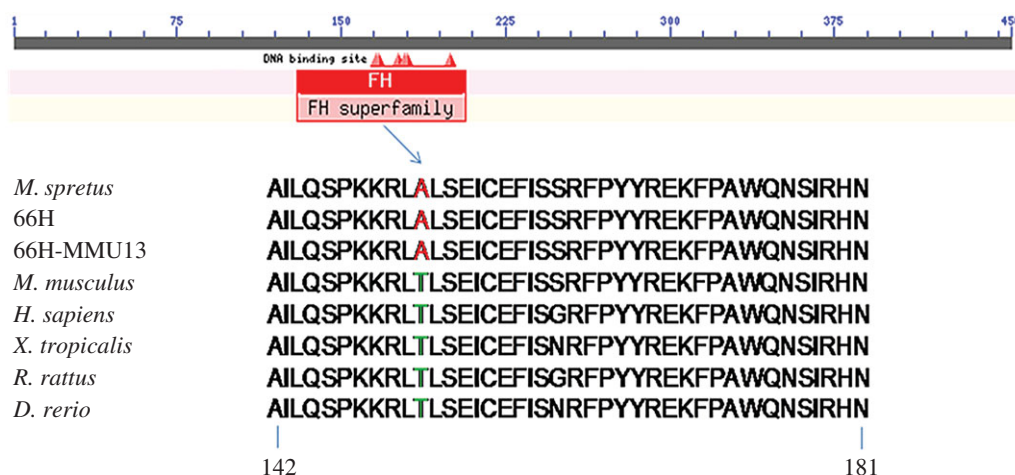 1 75 150 225 300 375 450
DNA binding site
FH
FH superfamily
M. spretus AILQSPKKRLALSEICEFISSRFPYYREKFPAWQNSIRHN
66H AILQSPKKRLALSEICEFISSRFPYYREKFPAWQNSIRHN
66H-MMU13 AILQSPKKRLALSEICEFISSRFPYYREKFPAWQNSIRHN
M. musculus AILQSPKKRLTLSEICEFISSRFPYYREKFPAWQNSIRHN
H. sapiens AILQSPKKRLTLSEICEFISGRFPYYREKFPAWQNSIRHN
X. tropicalis AILQSPKKRLTLSEICEFISNRFPYYREKFPAWQNSIRHN
R. rattus AILQSPKKRLTLSEICEFISGRFPYYREKFPAWQNSIRHN
D. rerio AILQSPKKRLTLSEICEFISNRFPYYREKFPAWQNSIRHN
142 181